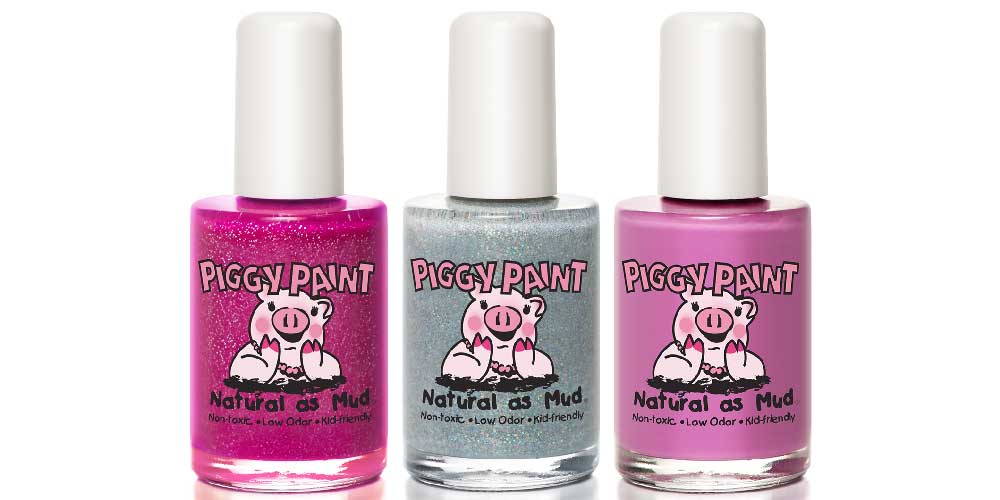 PIGGY PAINT
Natural as Mud
Non-toxic • Low Odor • Kid-friendly
PIGGY PAINT
Natural as Mud
Non-toxic • Low Odor • Kid-friendly
PIGGY PAINT
Natural as Mud
Non-toxic • Low Odor • Kid-friendly